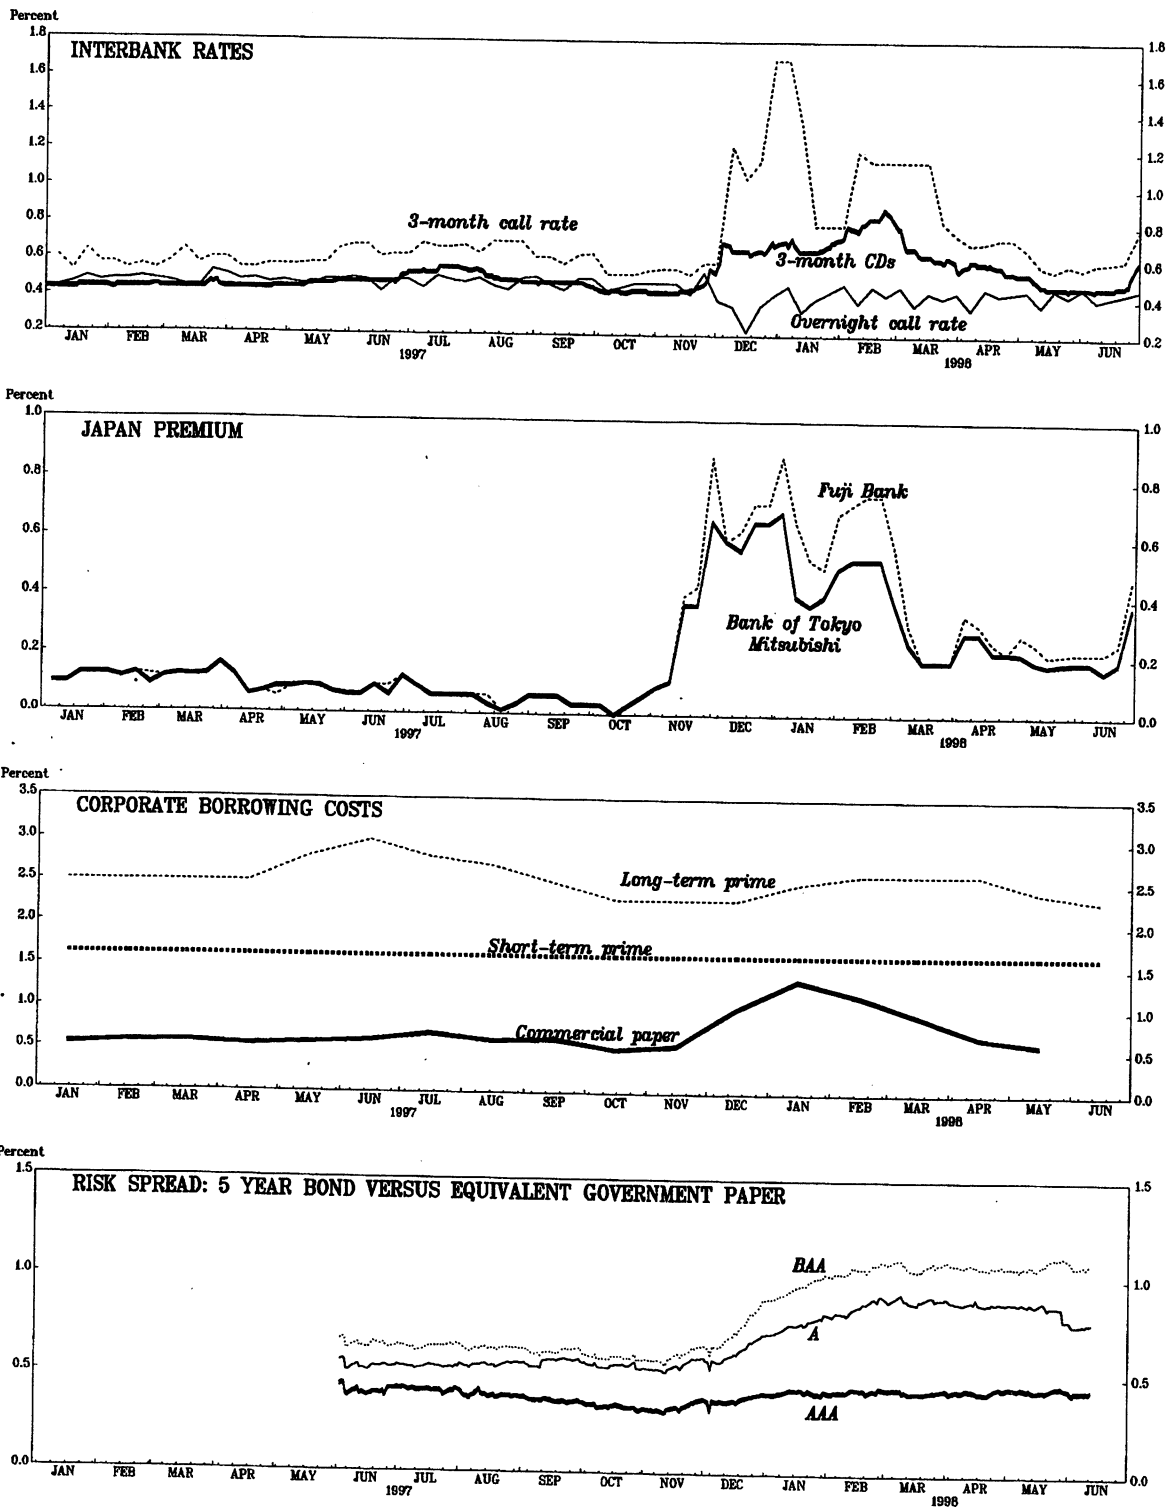 Percent
1.8 INTERBANK RATES 1.8
1.6 1.6
1.4 1.4
1.2 1.2
1.0 1.0
0.8 3-month call rate 0.8
0.6 3-month CDs 0.6
0.4 0.4
0.2 Overnight call rate 0.2
JAN FEB MAR APR MAY JUN JUL AUG SEP OCT NOV DEC JAN FEB MAR APR MAY JUN
1997 1998
Percent
1.0 JAPAN PREMIUM 1.0
0.8 Fuji Bank 0.8
0.6 0.6
0.4 Bank of Tokyo 0.4
Mitsubishi
0.2 0.2
0.0 0.0
JAN FEB MAR APR MAY JUN JUL AUG SEP OCT NOV DEC JAN FEB MAR APR MAY JUN
1997 1998
Percent
3.5 CORPORATE BORROWING COSTS 3.5
3.0 3.0
2.5 Long-term prime 2.5
2.0 2.0
1.5 Short-term prime 1.5
1.0 1.0
0.5 Commercial paper 0.5
0.0 0.0
JAN FEB MAR APR MAY JUN JUL AUG SEP OCT NOV DEC JAN FEB MAR APR MAY JUN
1997 1998
Percent
1.5 RISK SPREAD: 5 YEAR BOND VERSUS EQUIVALENT GOVERNMENT PAPER 1.5
1.0 BAA 1.0
A
0.5 0.5
AAA
0.0 0.0
JAN FEB MAR APR MAY JUN JUL AUG SEP OCT NOV DEC JAN FEB MAR APR MAY JUN
1997 1998